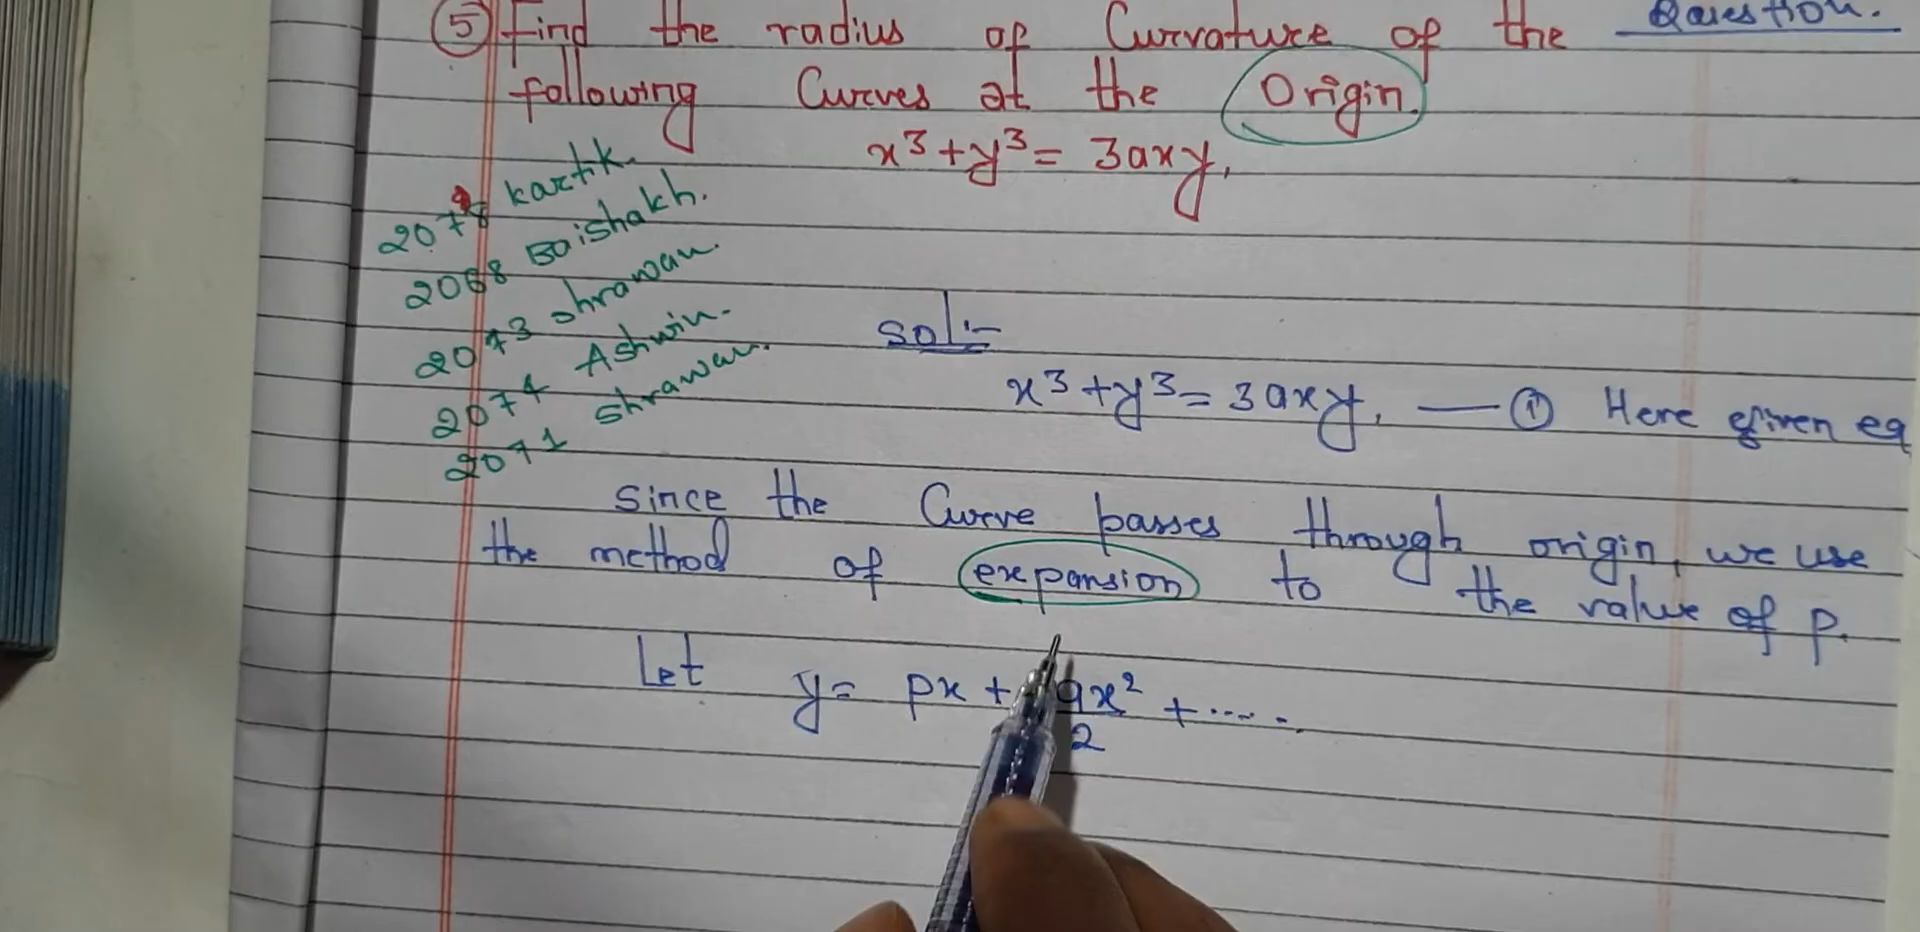 ⑤ Find the radius of Curvature of the Question.
following Curves at the Origin.
x³+y³= 3axy,
2078 kartik.
2068 Boishakh.
2073 shrawan.
2074 Ashwin.
2071 shrawan.
sol:-
x³+y³= 3axy, — ① Here given eq
since the Curve passes through origin, we use
the method of expansion to the value of p.
Let y= px + qx²/2 + .....